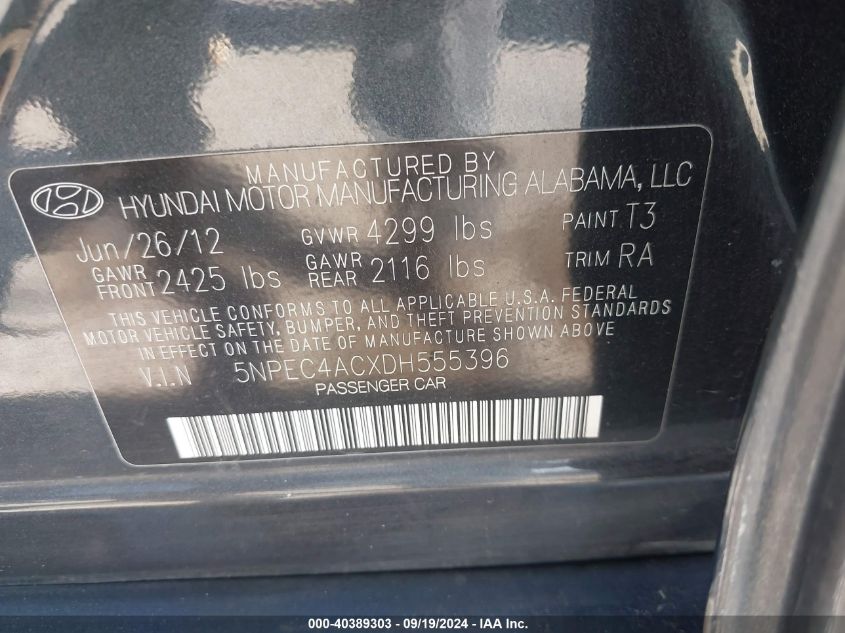 MANUFACTURED BY
HYUNDAI MOTOR MANUFACTURING ALABAMA, LLC
Jun/26/12 GVWR 4299 lbs PAINT T3
GAWR FRONT 2425 lbs GAWR REAR 2116 lbs TRIM RA
THIS VEHICLE CONFORMS TO ALL APPLICABLE U.S.A. FEDERAL
MOTOR VEHICLE SAFETY, BUMPER, AND THEFT PREVENTION STANDARDS
IN EFFECT ON THE DATE OF MANUFACTURE SHOWN ABOVE
V.I.N 5NPEC4ACXDH555396
PASSENGER CAR
000-40389303 - 09/19/2024 - IAA Inc.